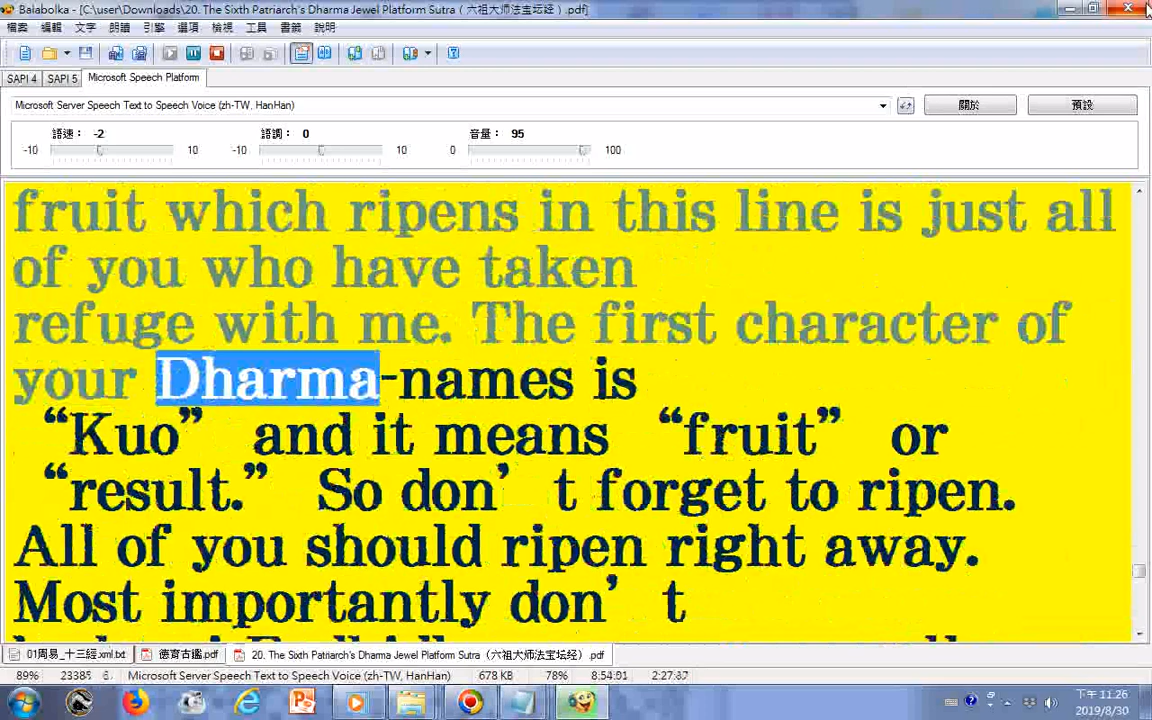 Balabolka - [C:\user\Downloads\20. The Sixth Patriarch's Dharma Jewel Platform Sutra（六祖大师法宝坛经）.pdf]
檔案 編輯 文字 朗讀 引擎 選項 檢視 工具 書籤 說明
SAPI 4 SAPI 5 Microsoft Speech Platform
Microsoft Server Speech Text to Speech Voice (zh-TW, HanHan) 關於 預設
語速： -2 語調： 0 音量： 95
-10 10 -10 10 0 100
fruit which ripens in this line is just all
of you who have taken
refuge with me. The first character of
your Dharma-names is
“Kuo” and it means “fruit” or
“result.” So don’t forget to ripen.
All of you should ripen right away.
Most importantly don’t
01周易_十三經.xml.txt 德育古鑑.pdf 20. The Sixth Patriarch's Dharma Jewel Platform Sutra（六祖大师法宝坛经）.pdf
89% Microsoft Server Speech Text to Speech Voice (zh-TW, HanHan) 678 KB 78%
下午 11:26
2019/8/30